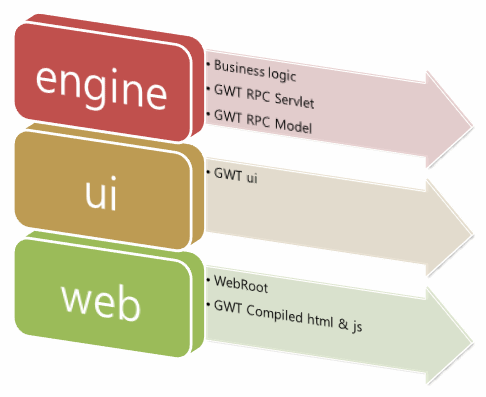 engine
• Business logic
• GWT RPC Servlet
• GWT RPC Model
ui
• GWT ui
web
• WebRoot
• GWT Compiled html & js